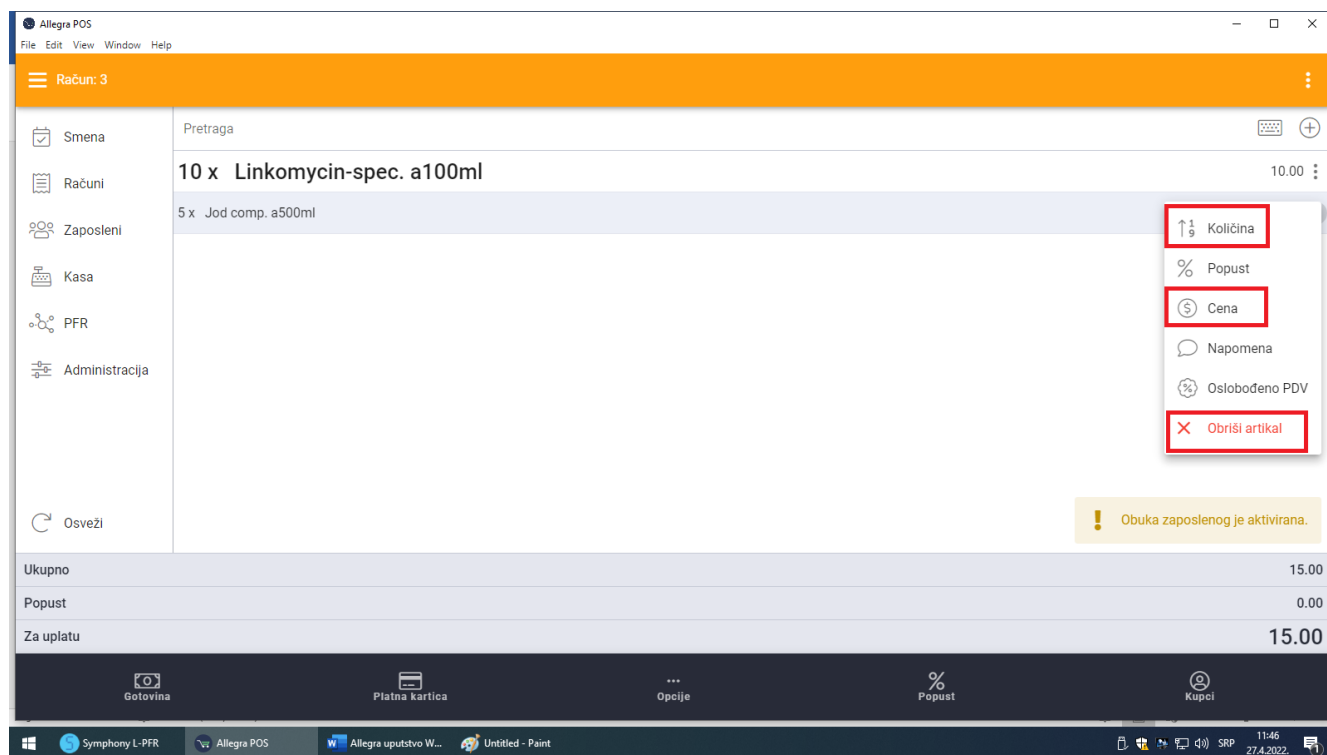 Allegra POS
File Edit View Window Help
Račun: 3
Smena
Računi
Zaposleni
Kasa
PFR
Administracija
Osveži
Pretraga
10 x Linkomycin-spec. a100ml 10.00
5 x Jod comp. a500ml
Količina
Popust
Cena
Napomena
Oslobođeno PDV
Obriši artikal
Obuka zaposlenog je aktivirana.
Ukupno 15.00
Popust 0.00
Za uplatu 15.00
Gotovina Platna kartica Opcije Popust Kupci
Symphony L-PFR Allegra POS Allegra uputstvo W... Untitled - Paint SRP 11:46
27.4.2022.